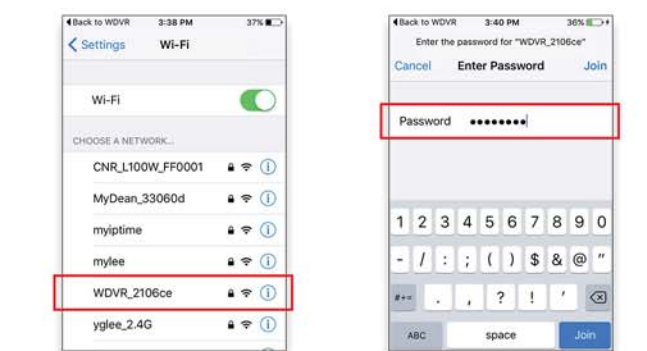 Back to WDVR 3:38 PM 37%
Settings Wi-Fi
Wi-Fi
CHOOSE A NETWORK...
CNR_L100W_FF0001
MyDean_33060d
myiptime
mylee
WDVR_2106ce
yglee_2.4G
Back to WDVR 3:40 PM 36%
Enter the password for "WDVR_2106ce"
Cancel Enter Password Join
Password ••••••••
1 2 3 4 5 6 7 8 9 0
- / : ; ( ) $ & @ "
#+= . , ? ! '
ABC space Join